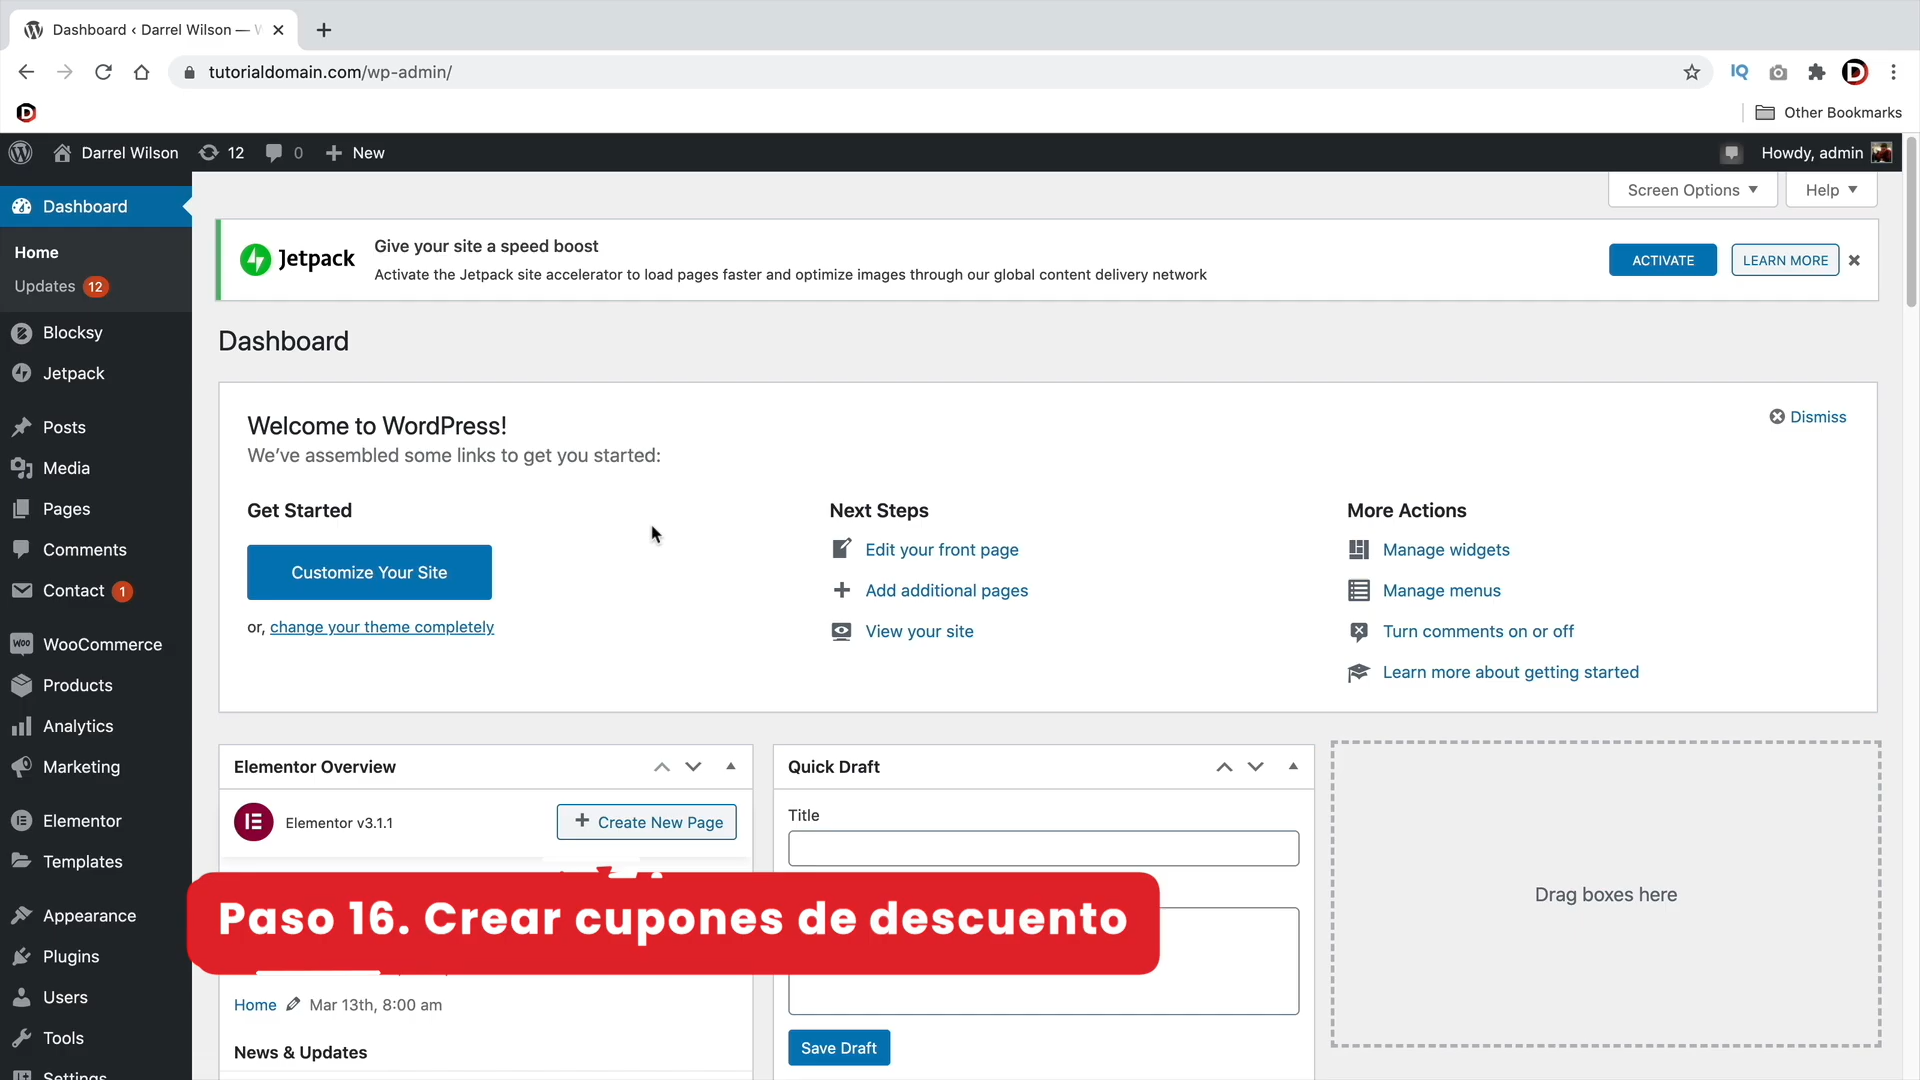 Dashboard ‹ Darrel Wilson — W
tutorialdomain.com/wp-admin/
IQ
Other Bookmarks
Darrel Wilson
12
0
New
Howdy, admin
Dashboard
Home
Updates 12
Blocksy
Jetpack
Posts
Media
Pages
Comments
Contact 1
WooCommerce
Products
Analytics
Marketing
Elementor
Templates
Appearance
Plugins
Users
Tools
Settings
Screen Options
Help
Jetpack
Give your site a speed boost
Activate the Jetpack site accelerator to load pages faster and optimize images through our global content delivery network
ACTIVATE
LEARN MORE
Dashboard
Welcome to WordPress!
We've assembled some links to get you started:
Dismiss
Get Started
Customize Your Site
or, change your theme completely
Next Steps
Edit your front page
Add additional pages
View your site
More Actions
Manage widgets
Manage menus
Turn comments on or off
Learn more about getting started
Elementor Overview
Elementor v3.1.1
Create New Page
Home Mar 13th, 8:00 am
News & Updates
Quick Draft
Title
Save Draft
Drag boxes here
Paso 16. Crear cupones de descuento